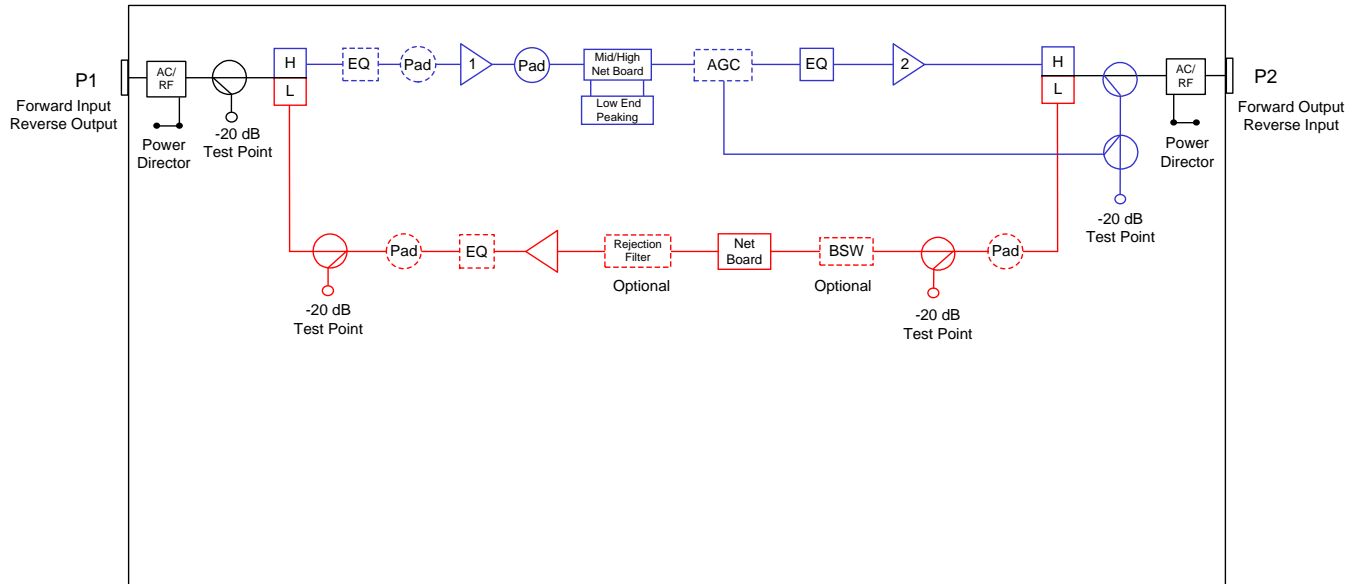 P1
Forward Input
Reverse Output
AC/
RF
Power
Director
-20 dB
Test Point
H
L
EQ
Pad
1
Pad
Mid/High
Net Board
Low End
Peaking
AGC
EQ
2
H
L
AC/
RF
P2
Forward Output
Reverse Input
Power
Director
-20 dB
Test Point
-20 dB
Test Point
Pad
EQ
Rejection
Filter
Optional
Net
Board
BSW
Optional
-20 dB
Test Point
Pad